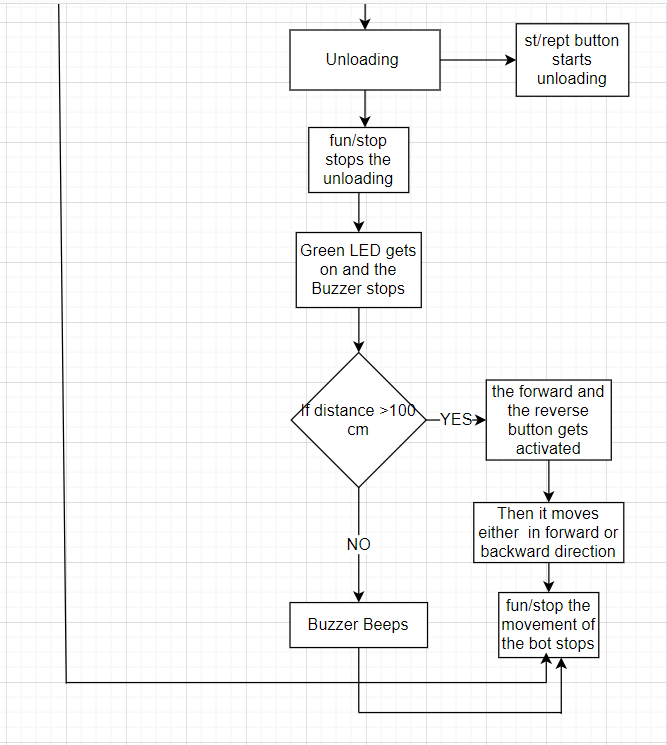 Unloading
st/rept button
starts
unloading
fun/stop
stops the
unloading
Green LED gets
on and the
Buzzer stops
If distance >100
cm
YES
the forward and
the reverse
button gets
activated
Then it moves
either in forward or
backward direction
NO
fun/stop the
movement of
the bot stops
Buzzer Beeps